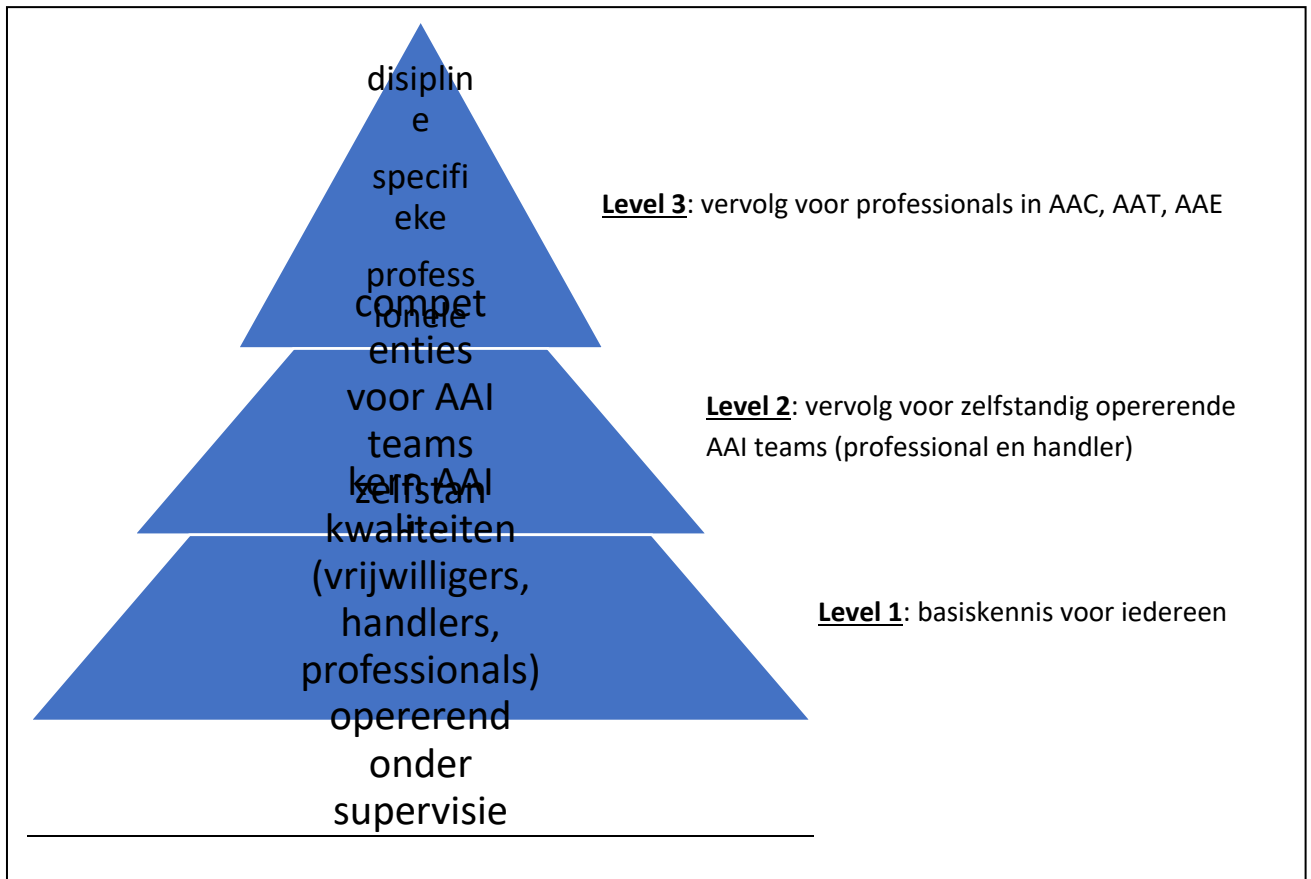 disiplin
e
specifi
eke
profess
ionele
compet
enties
voor AAI
teams
zelfstan
kern AAI
kwaliteiten
(vrijwilligers,
handlers,
professionals)
opererend
onder
supervisie
Level 3: vervolg voor professionals in AAC, AAT, AAE
Level 2: vervolg voor zelfstandig opererende
AAI teams (professional en handler)
Level 1: basiskennis voor iedereen